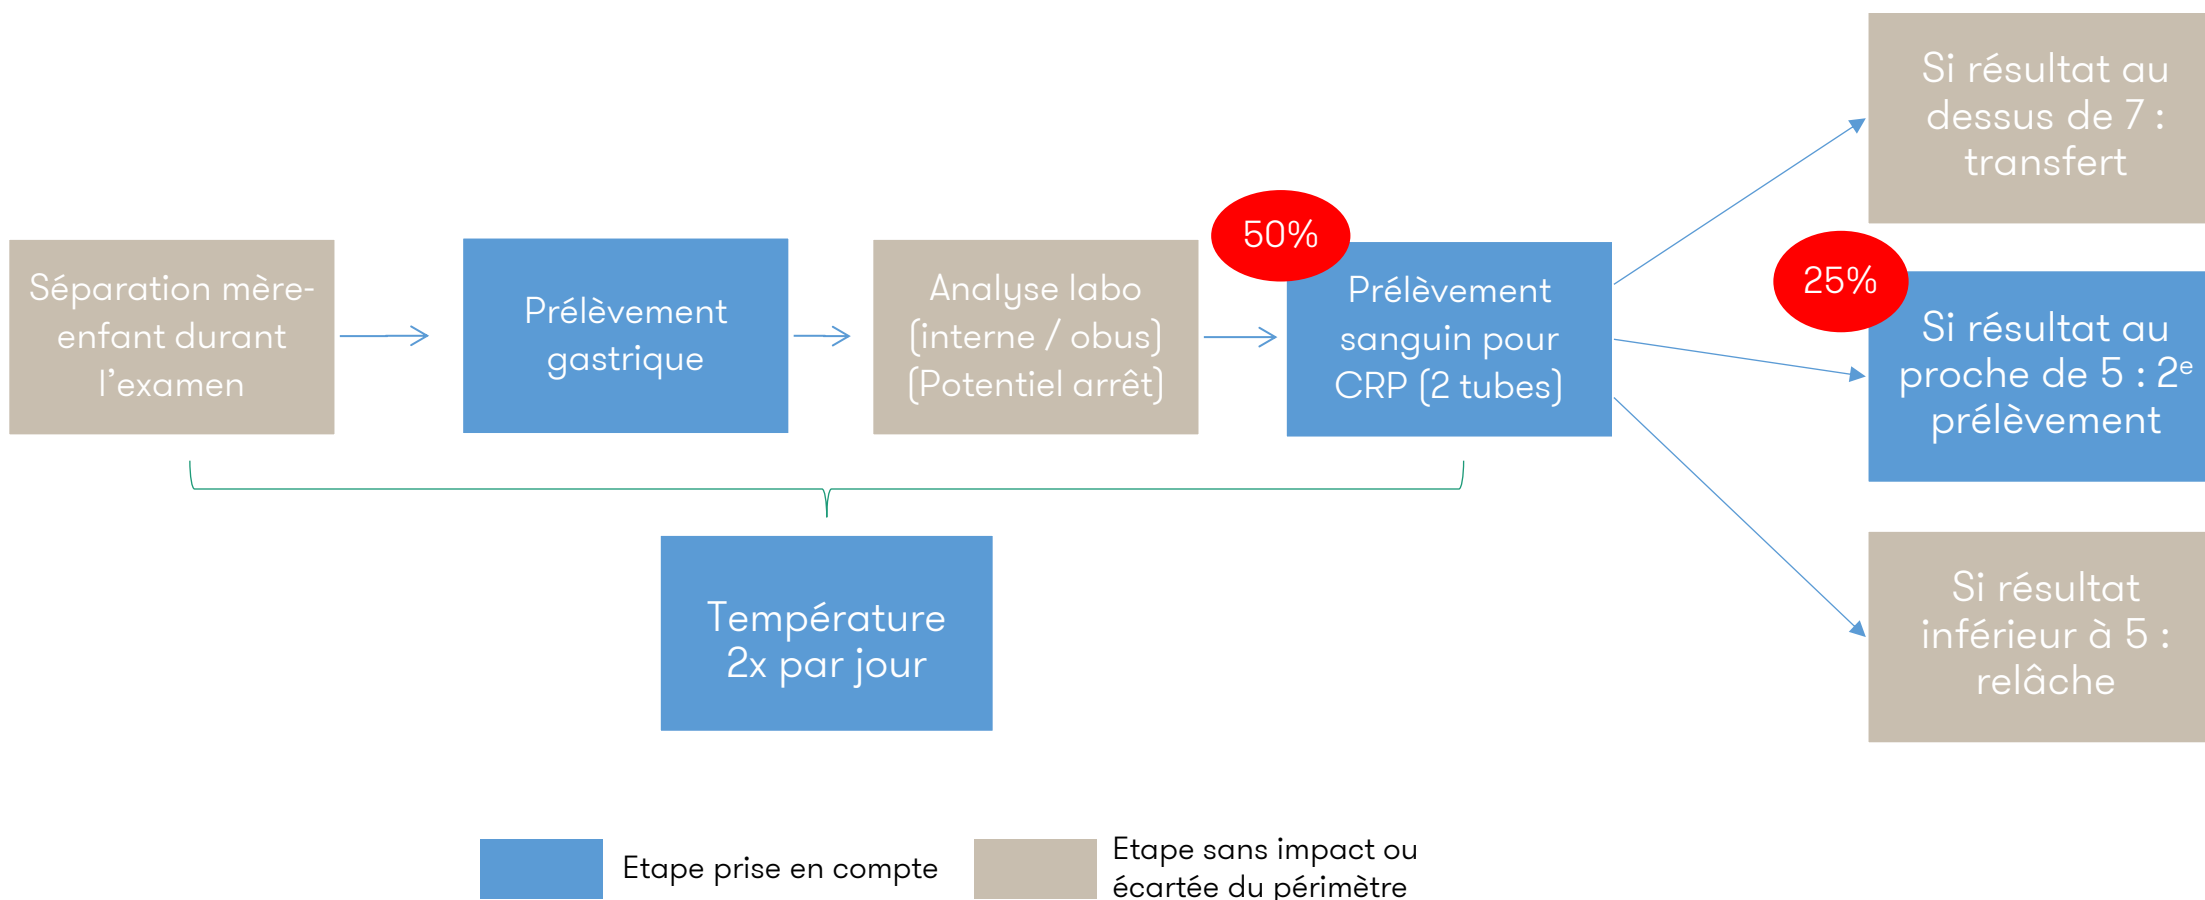 Séparation mère-
enfant durant
l'examen
Prélèvement
gastrique
Analyse labo
(interne / obus)
(Potentiel arrêt)
50%
Prélèvement
sanguin pour
CRP (2 tubes)
Si résultat au
dessus de 7 :
transfert
25%
Si résultat au
proche de 5 : 2e
prélèvement
Si résultat
inférieur à 5 :
relâche
Température
2x par jour
Etape prise en compte
Etape sans impact ou
écartée du périmètre